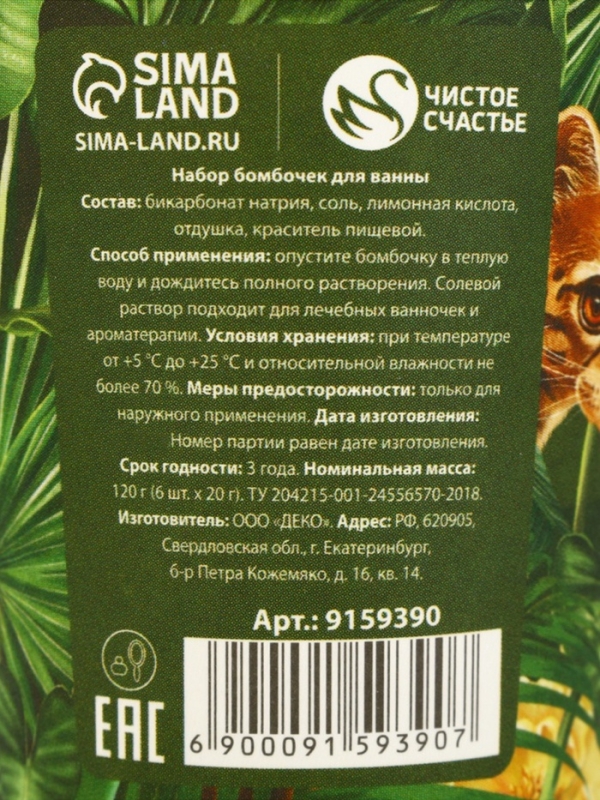 SIMA
LAND
SIMA-LAND.RU
ЧИСТОЕ
СЧАСТЬЕ
Набор бомбочек для ванны
Состав: бикарбонат натрия, соль, лимонная кислота,
отдушка, краситель пищевой.
Способ применения: опустите бомбочку в теплую
воду и дождитесь полного растворения. Солевой
раствор подходит для лечебных ванночек и
ароматерапии. Условия хранения: при температуре
от +5 °С до +25 °С и относительной влажности не
более 70 %. Меры предосторожности: только для
наружного применения. Дата изготовления:
Номер партии равен дате изготовления.
Срок годности: 3 года. Номинальная масса:
120 г (6 шт. х 20 г). ТУ 204215-001-24556570-2018.
Изготовитель: ООО «ДЕКО». Адрес: РФ, 620905,
Свердловская обл., г. Екатеринбург,
б-р Петра Кожемяко, д. 16, кв. 14.
Арт.: 9159390
EAC
6 900091 593907